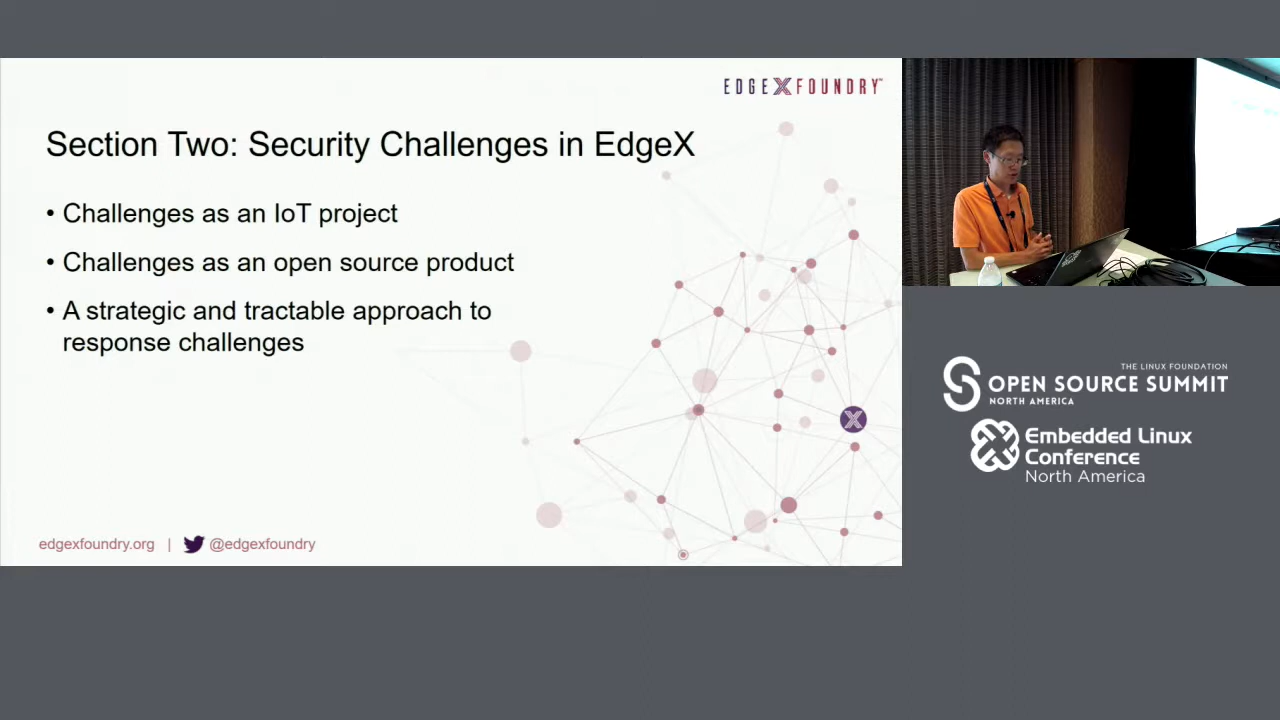 EDGE X FOUNDRY™
Section Two: Security Challenges in EdgeX
• Challenges as an IoT project
• Challenges as an open source product
• A strategic and tractable approach to
response challenges
edgexfoundry.org | @edgexfoundry
THE LINUX FOUNDATION
OPEN SOURCE SUMMIT
NORTH AMERICA
Embedded Linux
Conference
North America